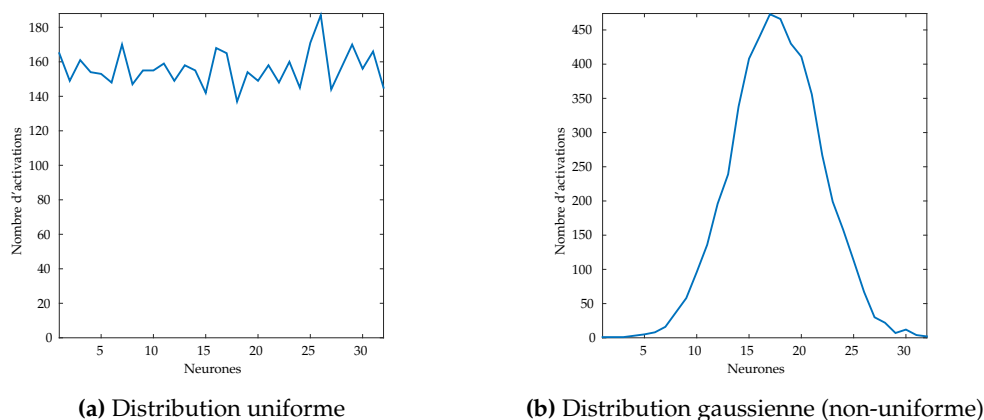 180
160
140
120
100
80
60
40
20
0
Nombre d'activations
5 10 15 20 25 30
Neurones
(a) Distribution uniforme
450
400
350
300
250
200
150
100
50
0
Nombre d'activations
5 10 15 20 25 30
Neurones
(b) Distribution gaussienne (non-uniforme)